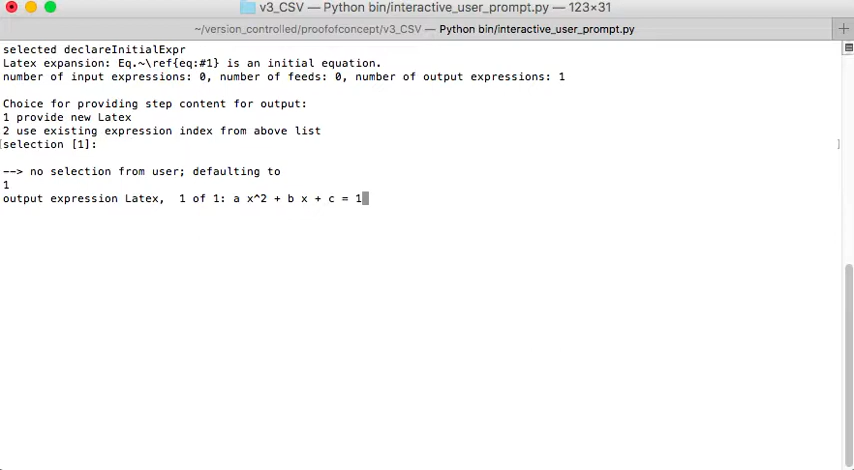 v3_CSV — Python bin/interactive_user_prompt.py — 123×31
~/version_controlled/proofofconcept/v3_CSV — Python bin/interactive_user_prompt.py
selected declareInitialExpr
Latex expansion: Eq.~\ref{eq:#1} is an initial equation.
number of input expressions: 0, number of feeds: 0, number of output expressions: 1
Choice for providing step content for output:
1 provide new Latex
2 use existing expression index from above list
[selection [1]: ]
--> no selection from user; defaulting to
1
output expression Latex,  1 of 1: a x^2 + b x + c = 1